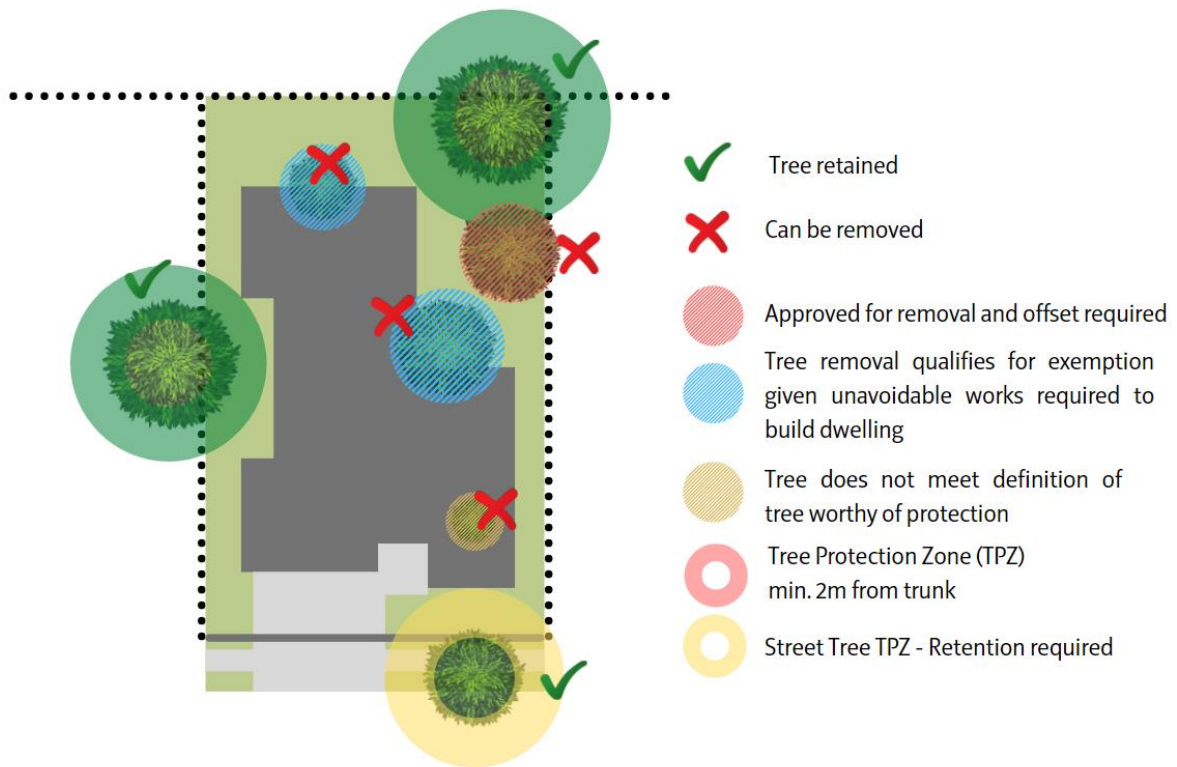 Tree retained
Can be removed
Approved for removal and offset required
Tree removal qualifies for exemption
given unavoidable works required to
build dwelling
Tree does not meet definition of
tree worthy of protection
Tree Protection Zone (TPZ)
min. 2m from trunk
Street Tree TPZ - Retention required